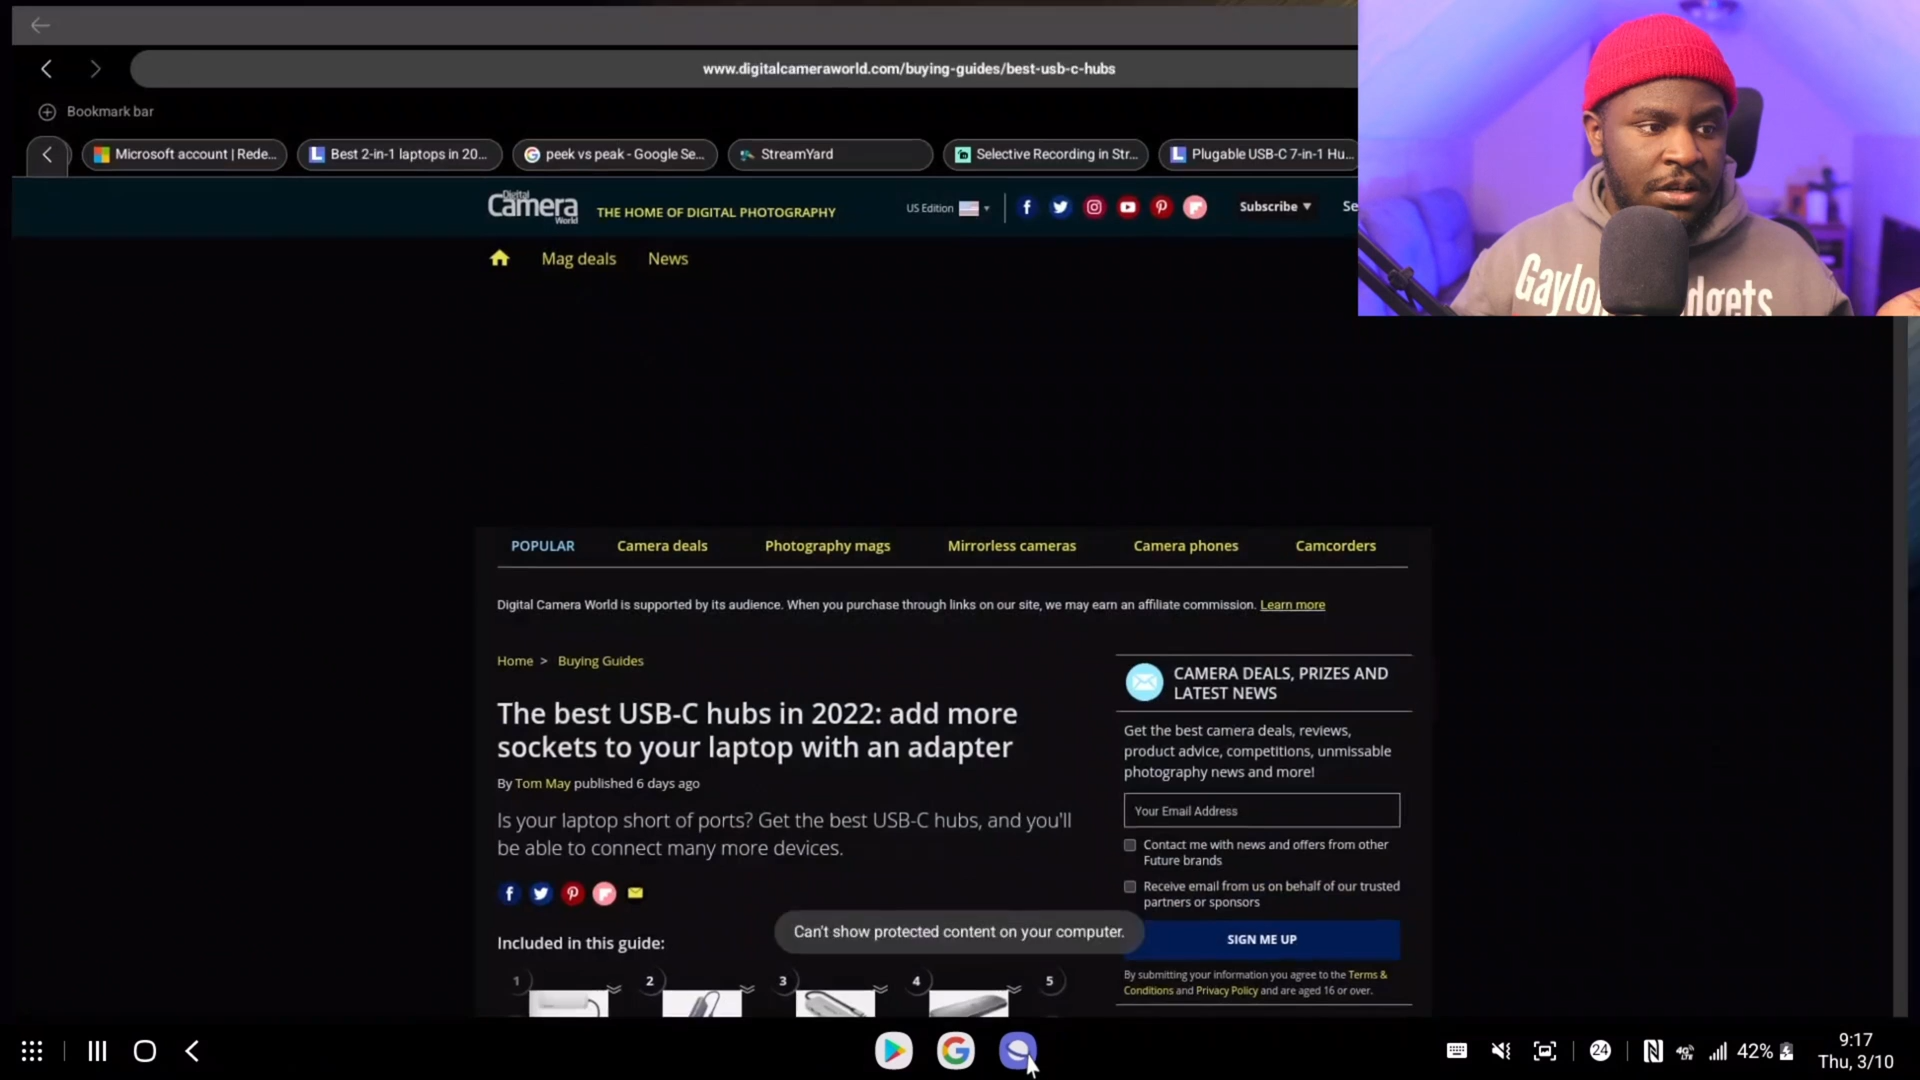 www.digitalcameraworld.com/buying-guides/best-usb-c-hubs
Bookmark bar
Microsoft account | Rede...
Best 2-in-1 laptops in 20...
peek vs peak - Google Se...
StreamYard
Selective Recording in Str...
Plugable USB-C 7-in-1 Hu...
Digital Camera World
THE HOME OF DIGITAL PHOTOGRAPHY
US Edition
Subscribe
Se
Mag deals
News
POPULAR
Camera deals
Photography mags
Mirrorless cameras
Camera phones
Camcorders
Digital Camera World is supported by its audience. When you purchase through links on our site, we may earn an affiliate commission. Learn more
Home > Buying Guides
The best USB-C hubs in 2022: add more
sockets to your laptop with an adapter
By Tom May published 6 days ago
Is your laptop short of ports? Get the best USB-C hubs, and you'll
be able to connect many more devices.
Included in this guide:
1
2
3
4
5
CAMERA DEALS, PRIZES AND
LATEST NEWS
Get the best camera deals, reviews,
product advice, competitions, unmissable
photography news and more!
Your Email Address
Contact me with news and offers from other
Future brands
Receive email from us on behalf of our trusted
partners or sponsors
SIGN ME UP
By submitting your information you agree to the Terms &
Conditions and Privacy Policy and are aged 16 or over.
Can't show protected content on your computer.
24
4G
42%
9:17
Thu, 3/10